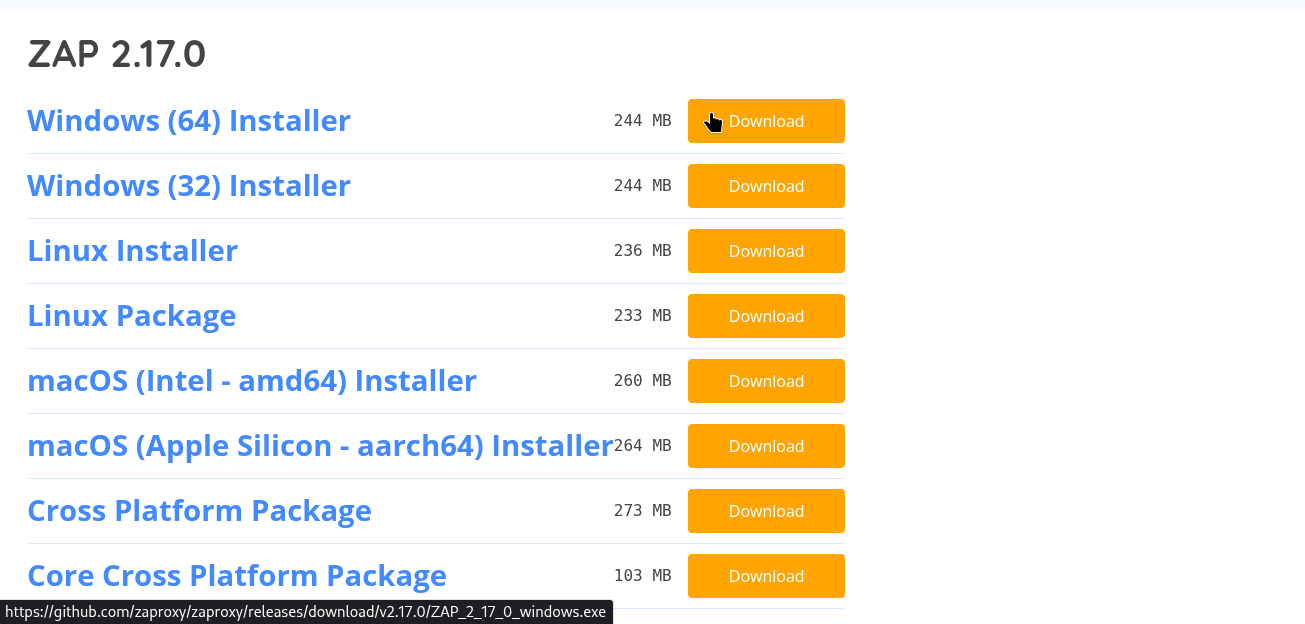 ZAP 2.17.0
Windows (64) Installer 244 MB Download
Windows (32) Installer 244 MB Download
Linux Installer 236 MB Download
Linux Package 233 MB Download
macOS (Intel - amd64) Installer 260 MB Download
macOS (Apple Silicon - aarch64) Installer 264 MB Download
Cross Platform Package 273 MB Download
Core Cross Platform Package 103 MB Download
https://github.com/zaproxy/zaproxy/releases/download/v2.17.0/ZAP_2_17_0_windows.exe